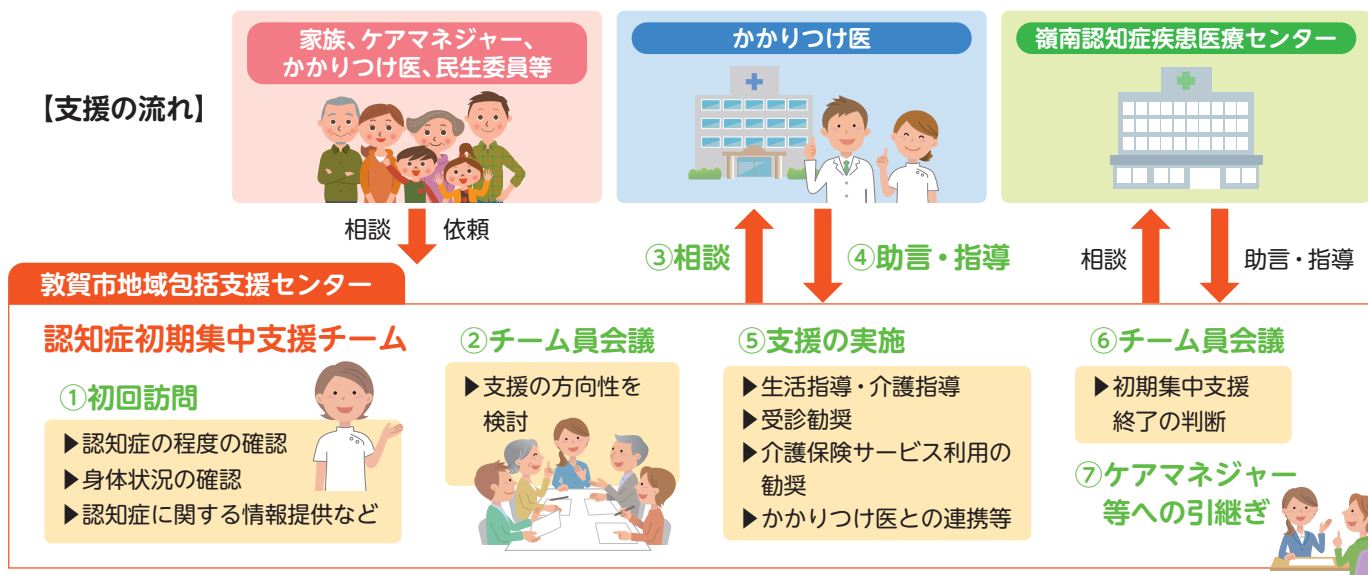 【支援の流れ】
家族、ケアマネジャー、
かかりつけ医、民生委員等
かかりつけ医
嶺南認知症疾患医療センター
相談
依頼
③相談
④助言・指導
相談
助言・指導
敦賀市地域包括支援センター
認知症初期集中支援チーム
①初回訪問
▶認知症の程度の確認
▶身体状況の確認
▶認知症に関する情報提供など
②チーム員会議
▶支援の方向性を
検討
⑤支援の実施
▶生活指導・介護指導
▶受診勧奨
▶介護保険サービス利用の
勧奨
▶かかりつけ医との連携等
⑥チーム員会議
▶初期集中支援
終了の判断
⑦ケアマネジャー
等への引継ぎ